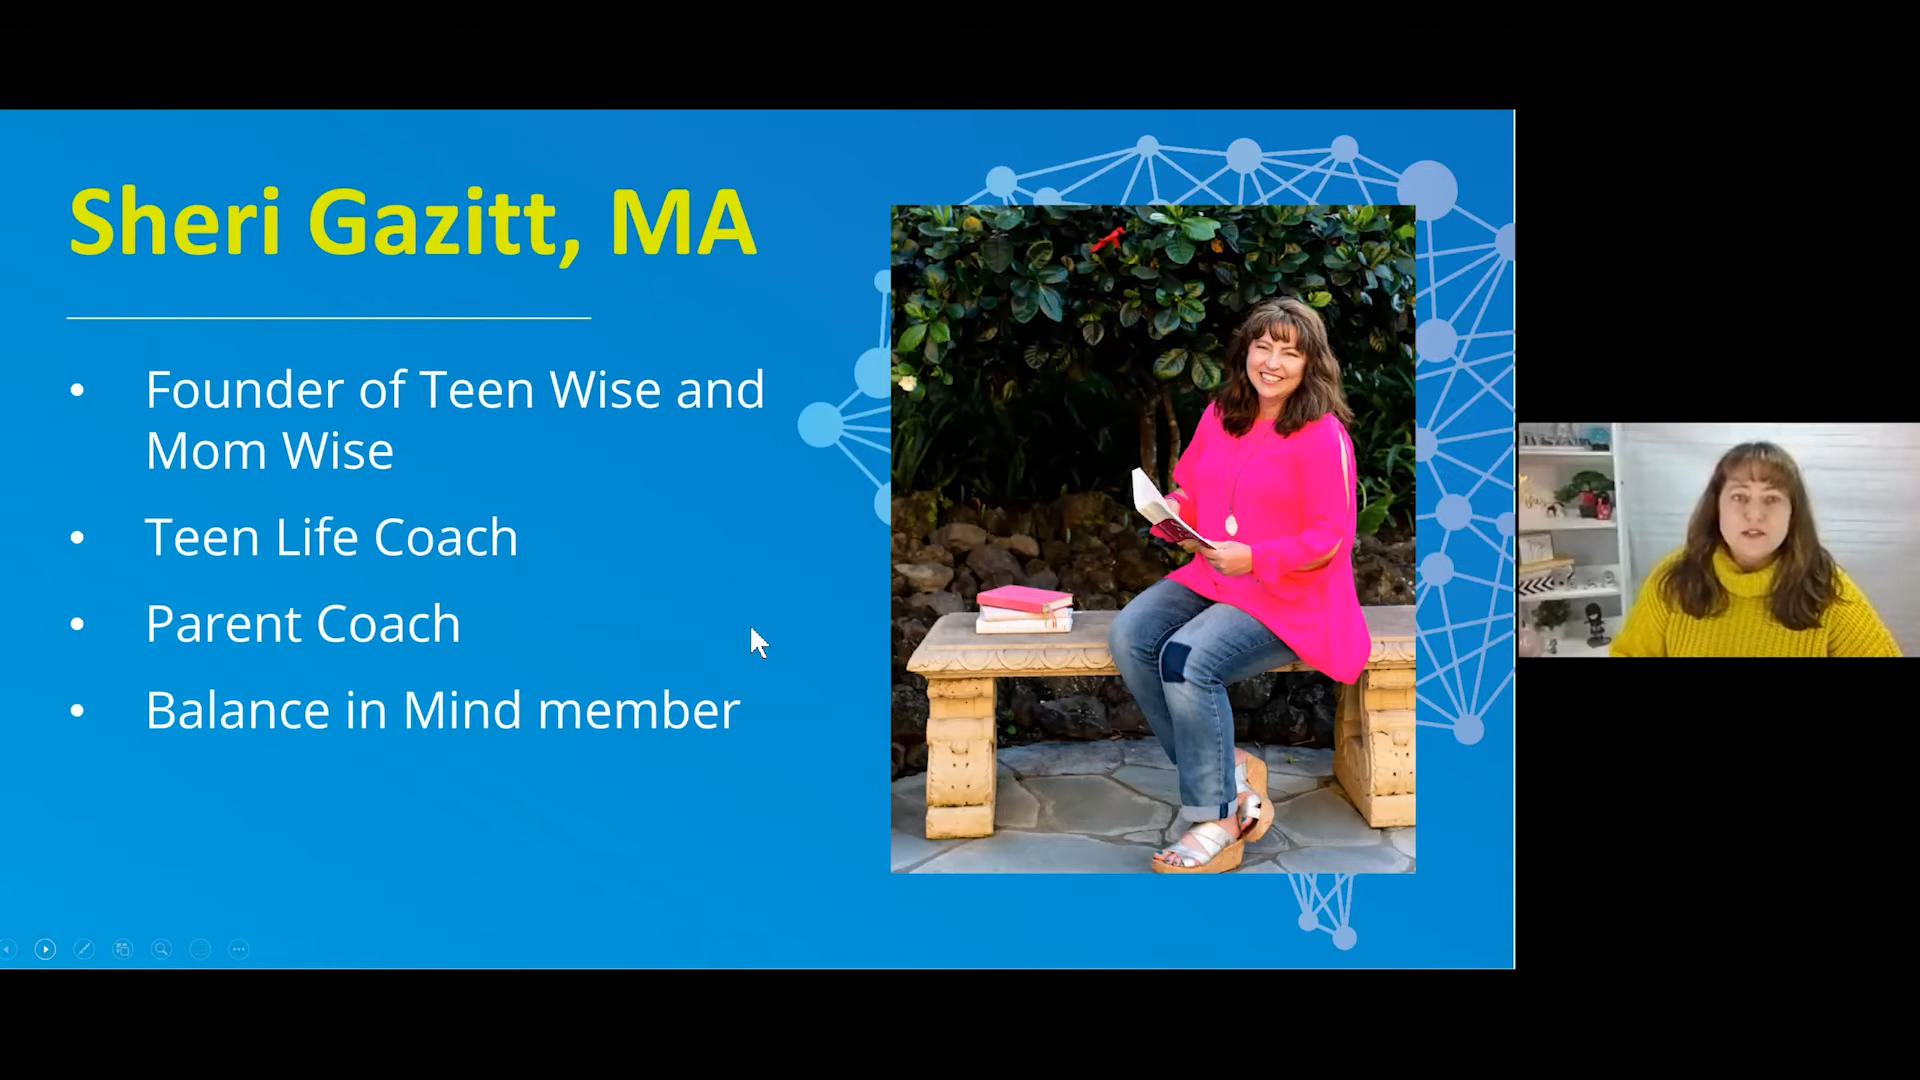 Sheri Gazitt, MA
• Founder of Teen Wise and
Mom Wise
• Teen Life Coach
• Parent Coach
• Balance in Mind member